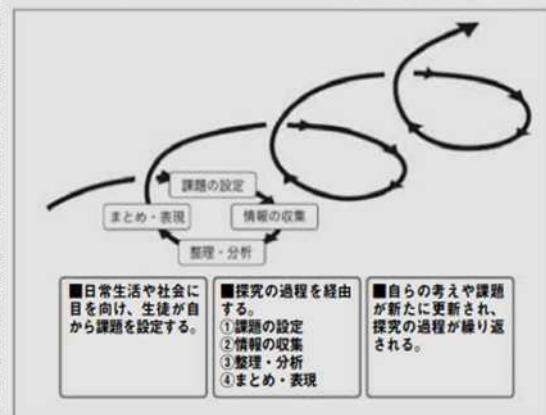 課題の設定
まとめ・表現
情報の収集
整理・分析
■日常生活や社会に
目を向け、生徒が自
から課題を設定する。
■探究の過程を経由
する。
①課題の設定
②情報の収集
③整理・分析
④まとめ・表現
■自らの考えや課題
が新たに更新され、
探究の過程が繰り返
される。